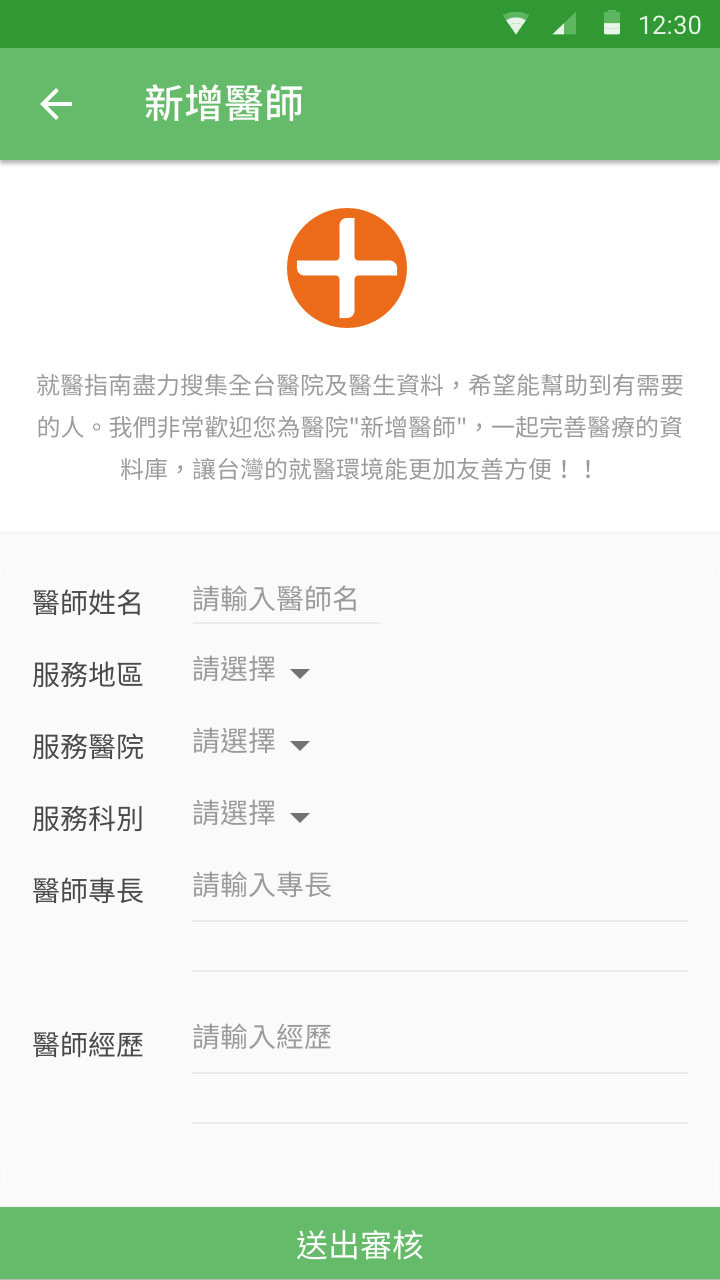 12:30
新增醫師
就醫指南盡力搜集全台醫院及醫生資料，希望能幫助到有需要
的人。我們非常歡迎您為醫院"新增醫師"，一起完善醫療的資
料庫，讓台灣的就醫環境能更加友善方便！！
醫師姓名 請輸入醫師名
服務地區 請選擇
服務醫院 請選擇
服務科別 請選擇
醫師專長 請輸入專長
醫師經歷 請輸入經歷
送出審核